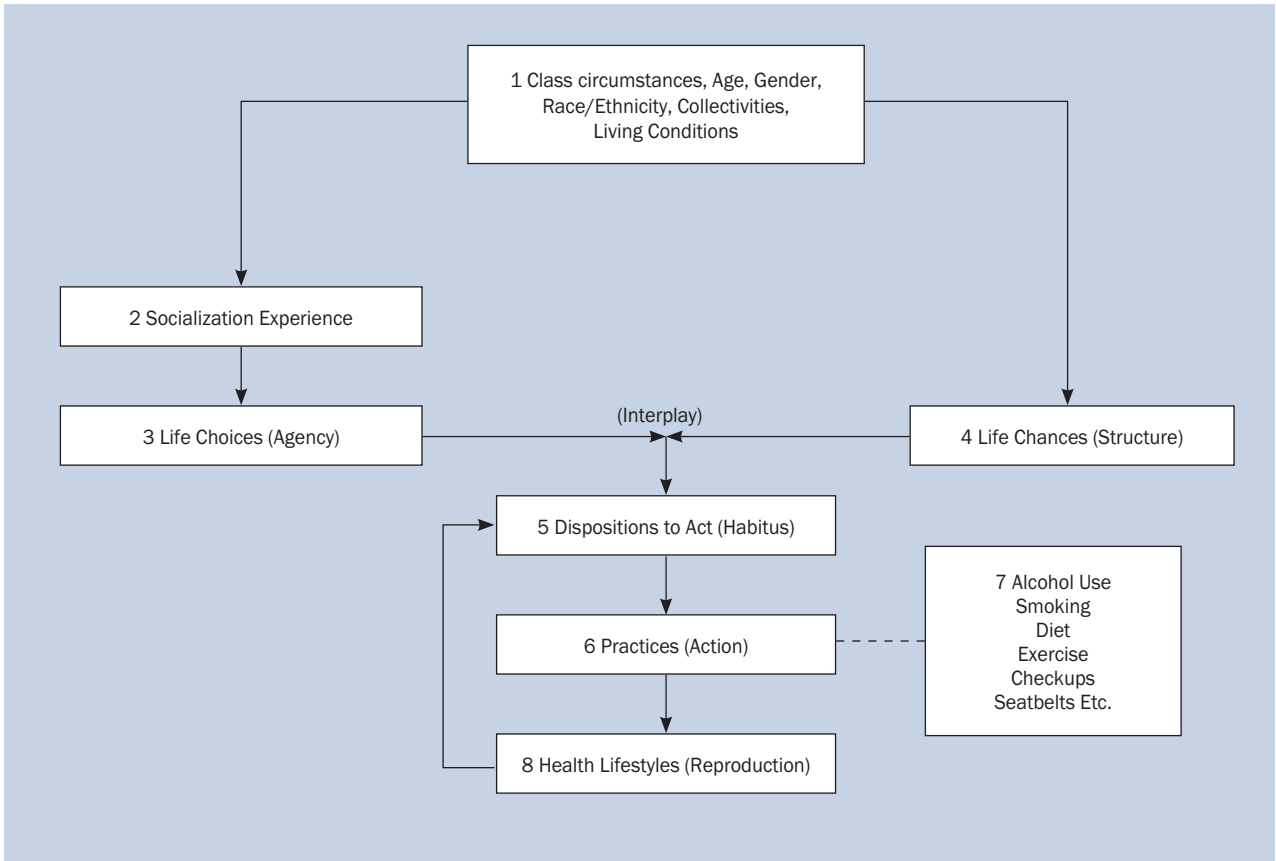 1 Class circumstances, Age, Gender,
Race/Ethnicity, Collectivities,
Living Conditions
2 Socialization Experience
3 Life Choices (Agency)
(Interplay)
4 Life Chances (Structure)
5 Dispositions to Act (Habitus)
6 Practices (Action)
7 Alcohol Use
Smoking
Diet
Exercise
Checkups
Seatbelts Etc.
8 Health Lifestyles (Reproduction)